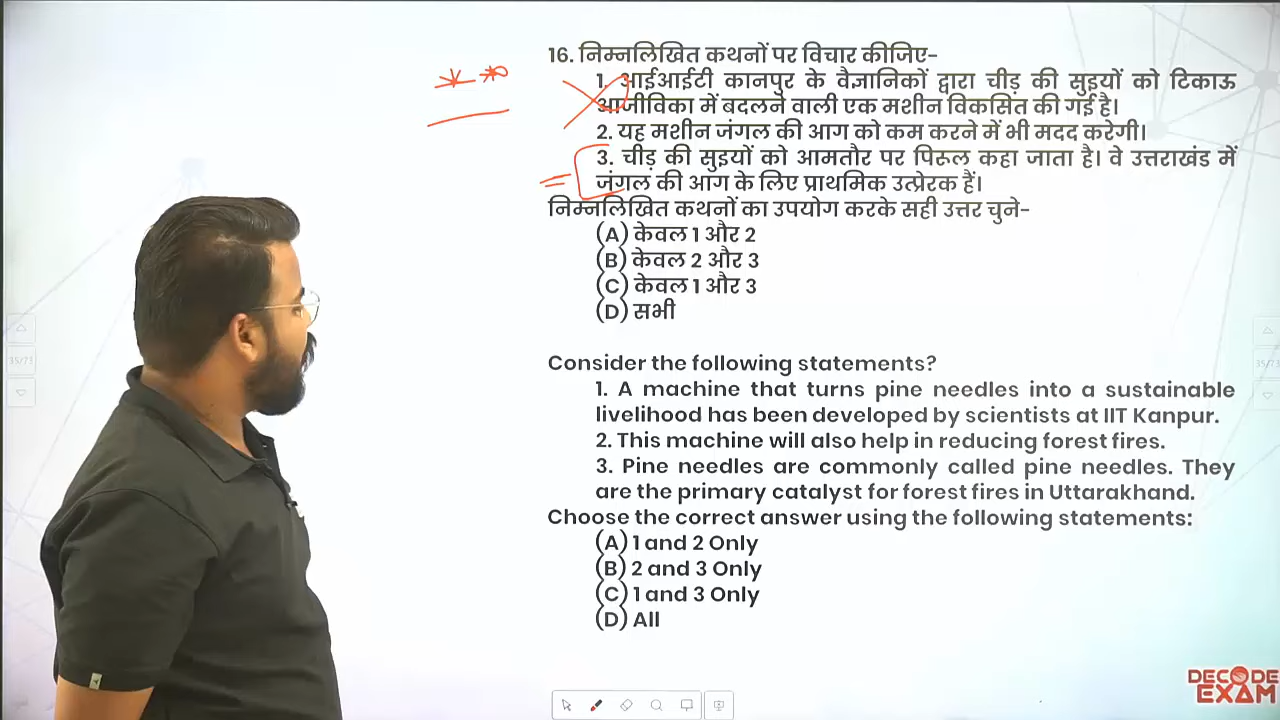 16. निम्नलिखित कथनों पर विचार कीजिए-
1. आईआईटी कानपुर के वैज्ञानिकों द्वारा चीड़ की सुइयों को टिकाऊ
आजीविका में बदलने वाली एक मशीन विकसित की गई है।
2. यह मशीन जंगल की आग को कम करने में भी मदद करेगी।
3. चीड़ की सुइयों को आमतौर पर पिरूल कहा जाता है। वे उत्तराखंड में
जंगल की आग के लिए प्राथमिक उत्प्रेरक हैं।
निम्नलिखित कथनों का उपयोग करके सही उत्तर चुने-
(A) केवल 1 और 2
(B) केवल 2 और 3
(C) केवल 1 और 3
(D) सभी
Consider the following statements?
1. A machine that turns pine needles into a sustainable
livelihood has been developed by scientists at IIT Kanpur.
2. This machine will also help in reducing forest fires.
3. Pine needles are commonly called pine needles. They
are the primary catalyst for forest fires in Uttarakhand.
Choose the correct answer using the following statements:
(A) 1 and 2 Only
(B) 2 and 3 Only
(C) 1 and 3 Only
(D) All
35/73
35/73
DECODE
EXAM